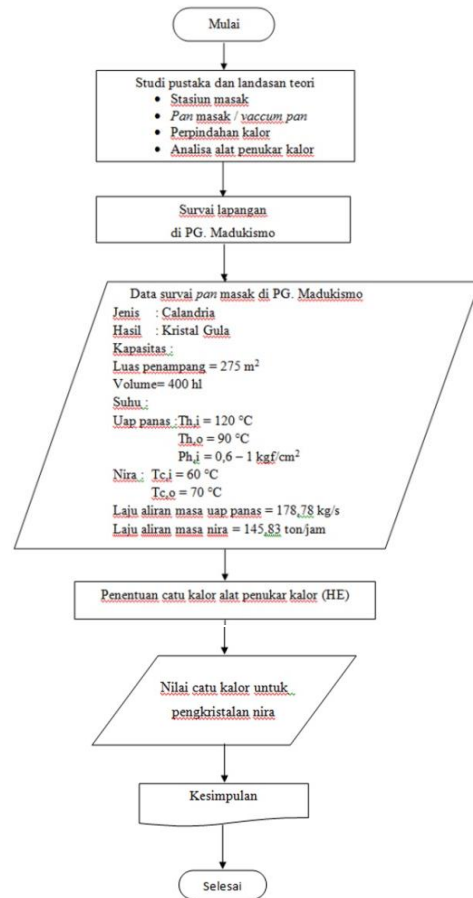 Mulai
Studi pustaka dan landasan teori
• Stasiun masak
• Pan masak / vaccum pan
• Perpindahan kalor
• Analisa alat penukar kalor
Survai lapangan
di PG. Madukismo
Data survai pan masak di PG. Madukismo
Jenis : Calandria
Hasil : Kristal Gula
Kapasitas :
Luas penampang = 275 m²
Volume= 400 hl
Suhu :
Uap panas :Th,i = 120 °C
Th,o = 90 °C
Ph,i = 0,6 – 1 kgf/cm²
Nira : Tc,i = 60 °C
Tc,o = 70 °C
Laju aliran masa uap panas = 178,78 kg/s
Laju aliran masa nira = 145,83 ton/jam
Penentuan catu kalor alat penukar kalor (HE)
Nilai catu kalor untuk
pengkristalan nira
Kesimpulan
Selesai